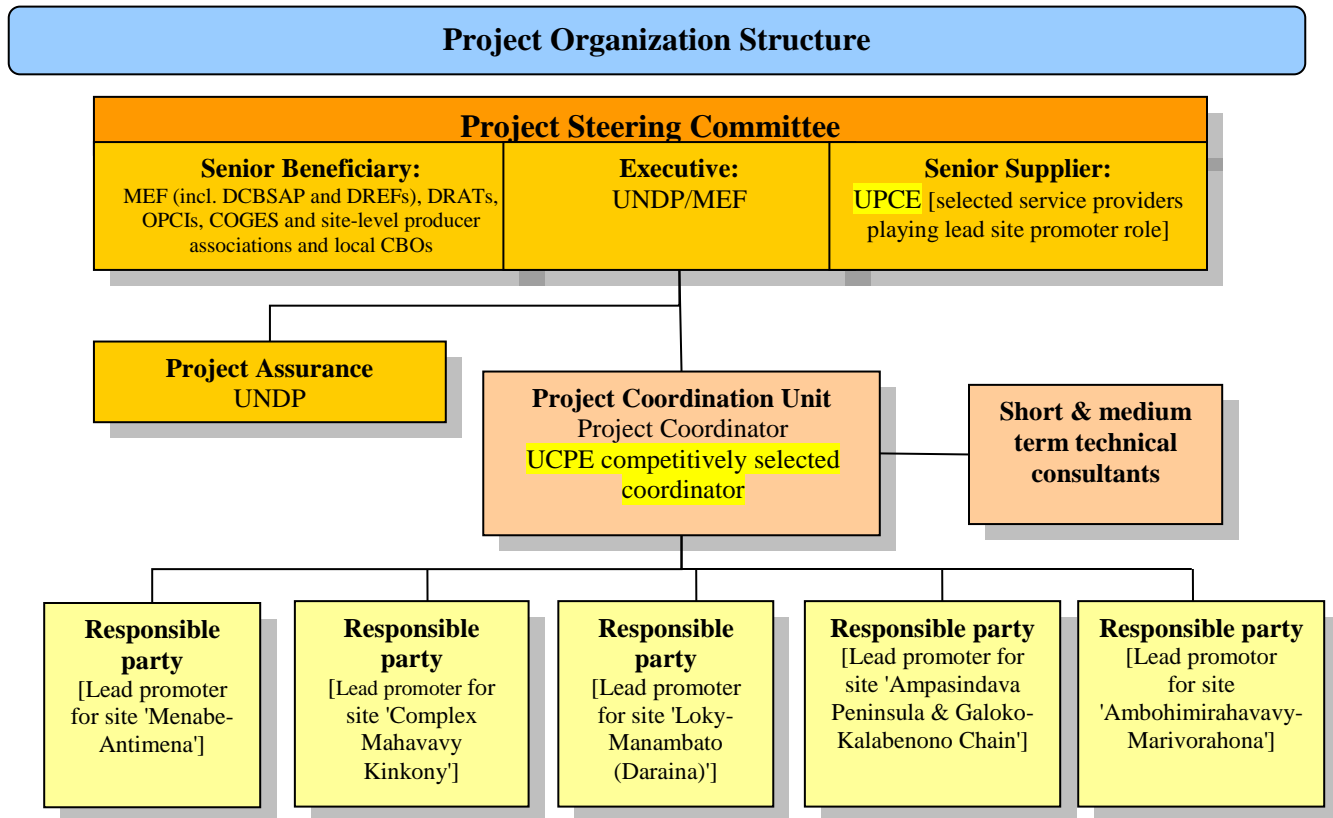 Project Organization Structure
Project Steering Committee
Senior Beneficiary:
MEF (incl. DCBSAP and DREFs), DRATs,
OPCIs, COGES and site-level producer
associations and local CBOs
Executive:
UNDP/MEF
Senior Supplier:
UPCE [selected service providers
playing lead site promoter role]
Project Assurance
UNDP
Project Coordination Unit
Project Coordinator
UCPE competitively selected
coordinator
Short & medium
term technical
consultants
Responsible
party
[Lead promoter
for site 'Menabe-
Antimena']
Responsible
party
[Lead promoter for
site 'Complex
Mahavavy
Kinkony']
Responsible
party
[Lead promoter
for site 'Loky-
Manambato
(Daraina)']
Responsible party
[Lead promoter for
site 'Ampasindava
Peninsula & Galoko-
Kalabenono Chain']
Responsible party
[Lead promotor
for site
'Ambohimirahavavy-
Marivorahona']